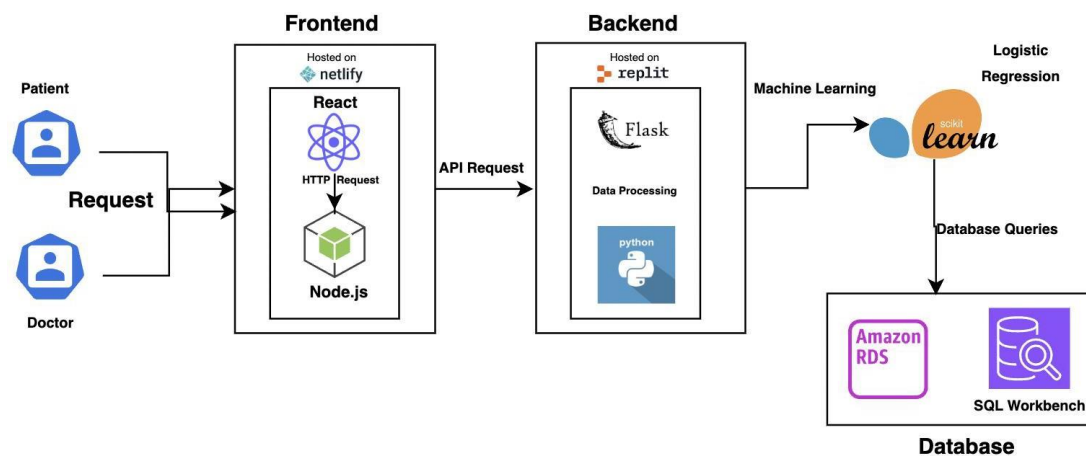 Frontend
Backend
Hosted on
netlify
Hosted on
replit
Logistic
Regression
Patient
React
Flask
Machine Learning
scikit
learn
HTTP Request
API Request
Request
Data Processing
python
Database Queries
Node.js
Doctor
Amazon
RDS
SQL Workbench
Database